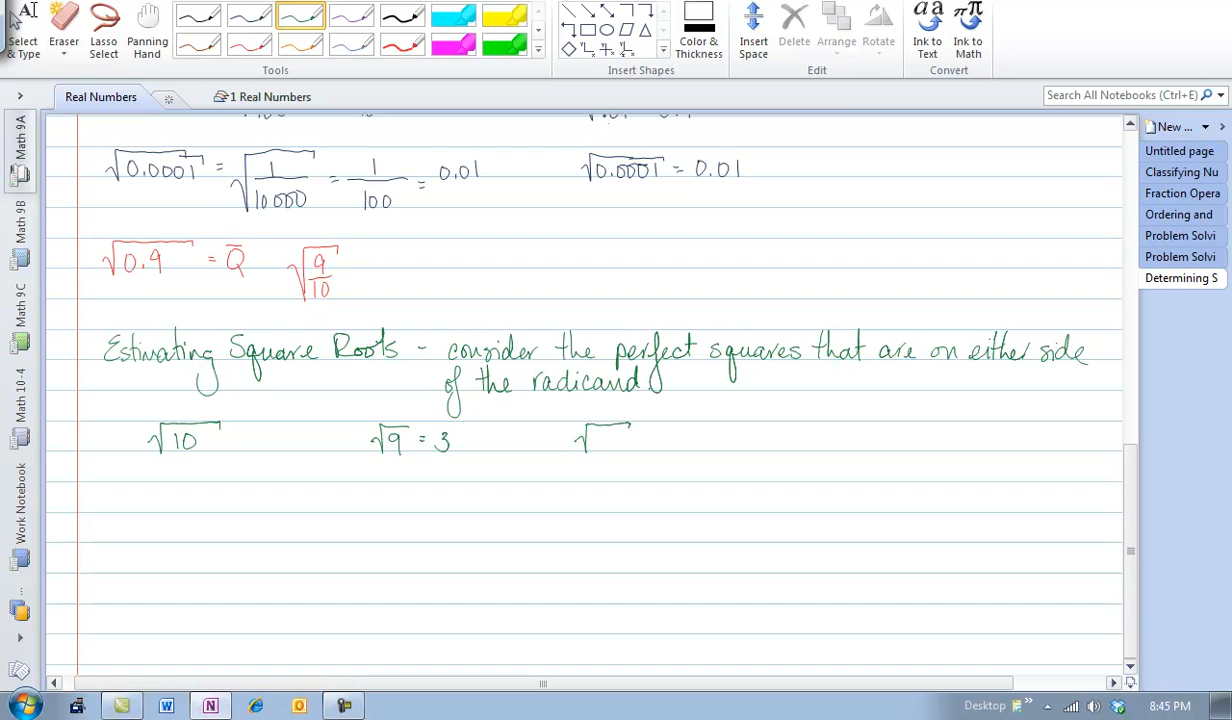 A
Select & Type
Eraser
Lasso Select
Panning Hand
Tools
Insert Shapes
Color & Thickness
Insert Space
Delete
Arrange
Rotate
Edit
Ink to Text
Ink to Math
Convert
Real Numbers
1 Real Numbers
Search All Notebooks (Ctrl+E)
Math 9A
Math 9B
Math 9C
Math 10-4
Work Notebook
New ...
Untitled page
Classifying Nu
Fraction Opera
Ordering and
Problem Solvi
Problem Solvi
Determining S
√0.0001 = √1/10000 = 1/100 = 0.01
√0.0001 = 0.01
√0.9 = Q̅ √9/10
Estimating Square Roots - consider the perfect squares that are on either side
of the radicand.
√10 √9 = 3 √
Desktop
8:45 PM